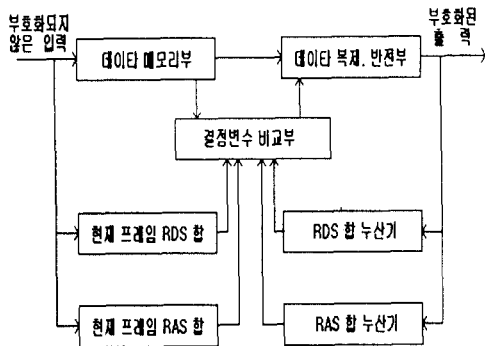 부호화되지
않은 입력
부호화된
출 력
데이타 메모리부
데이타 복제, 반전부
결정변수 비교부
현재 프레임 RDS 합
RDS 합 누산기
현재 프레임 RAS 합
RAS 합 누산기